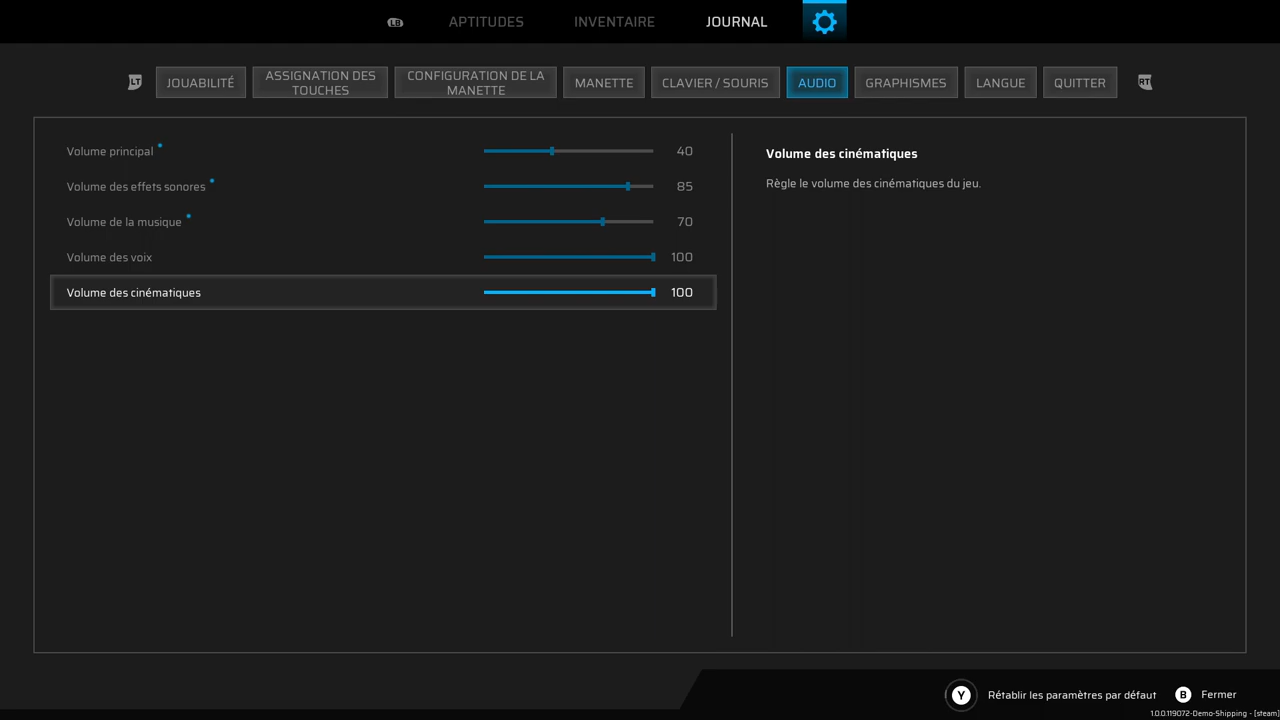 LB APTITUDES INVENTAIRE JOURNAL
LT JOUABILITÉ ASSIGNATION DES TOUCHES CONFIGURATION DE LA MANETTE MANETTE CLAVIER / SOURIS AUDIO GRAPHISMES LANGUE QUITTER RT
Volume principal 40
Volume des effets sonores 85
Volume de la musique 70
Volume des voix 100
Volume des cinématiques 100
Volume des cinématiques
Règle le volume des cinématiques du jeu.
Y Rétablir les paramètres par défaut B Fermer
1.0.0.119072-Demo-Shipping - [steam]